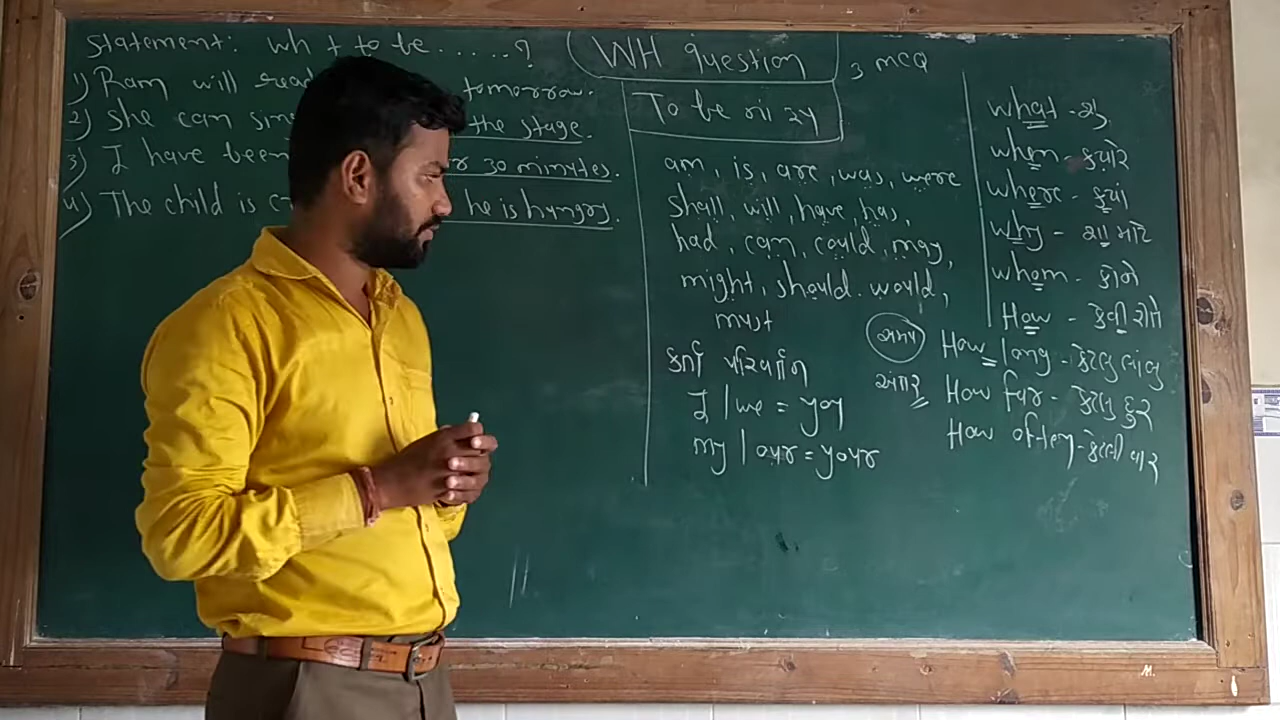 Statement: Wh + to be ......?
1) Ram will read tomorrow.
2) She can sing the stage.
3) I have been for 30 minutes.
4) The child is he is hungry.
WH question
3 MCQ
To be ના રૂપ
am, is, are, was, were
shall, will, have, has,
had, can, could, may,
might, should. would,
must
કર્તા પરિવર્તન
I / we = you
my / our = your
what - શું
when - ક્યારે
where - ક્યાં
why - શા માટે
whom - કોને
How - કેવી રીતે
સમય How long - કેટલુ લાંબુ
અંતર How far - કેટલુ દુર
How often - કેટલી વાર